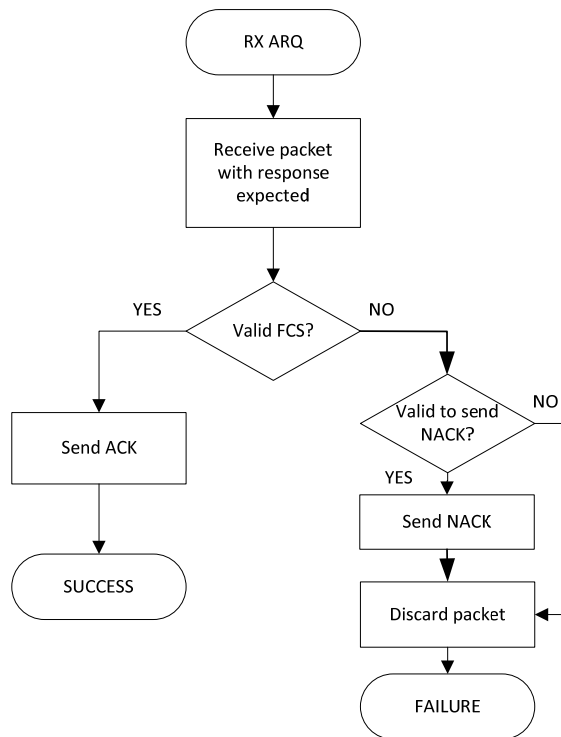 RX ARQ
Receive packet
with response
expected
YES
NO
Valid FCS?
Valid to send
NACK?
NO
Send ACK
YES
Send NACK
SUCCESS
Discard packet
FAILURE